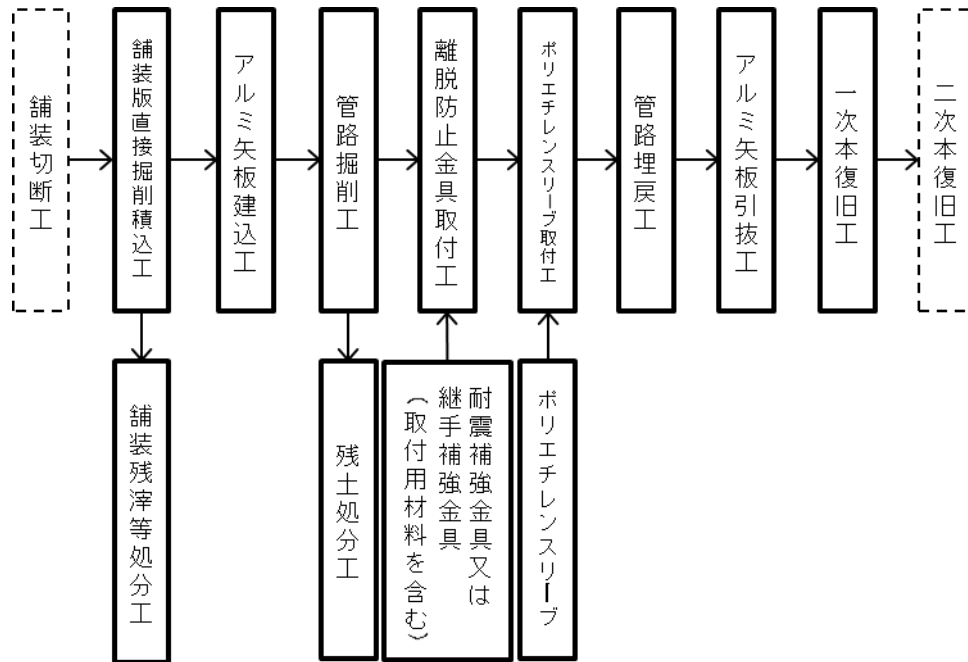 舗装切断工
舗装版直接掘削積込工
アルミ矢板建込工
管路掘削工
離脱防止金具取付工
ポリエチレンスリーブ取付工
管路埋戻工
アルミ矢板引抜工
一次本復旧工
二次本復旧工
舗装残滓等処分工
残土処分工
耐震補強金具又は
継手補強金具
（取付用材料を含む）
ポリエチレンスリーブ